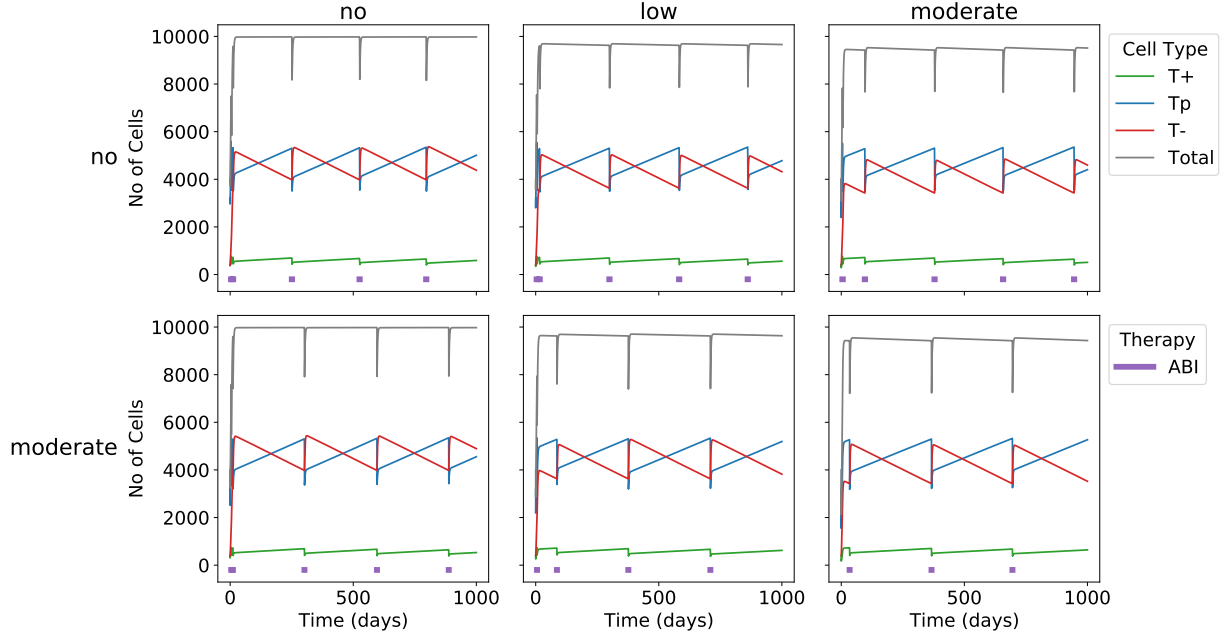 no low moderate
no
moderate
No of Cells
10000
8000
6000
4000
2000
0
Cell Type
T+
Tp
T-
Total
No of Cells
10000
8000
6000
4000
2000
0
Therapy
ABI
0 500 1000
0 500 1000
0 500 1000
Time (days)
Time (days)
Time (days)